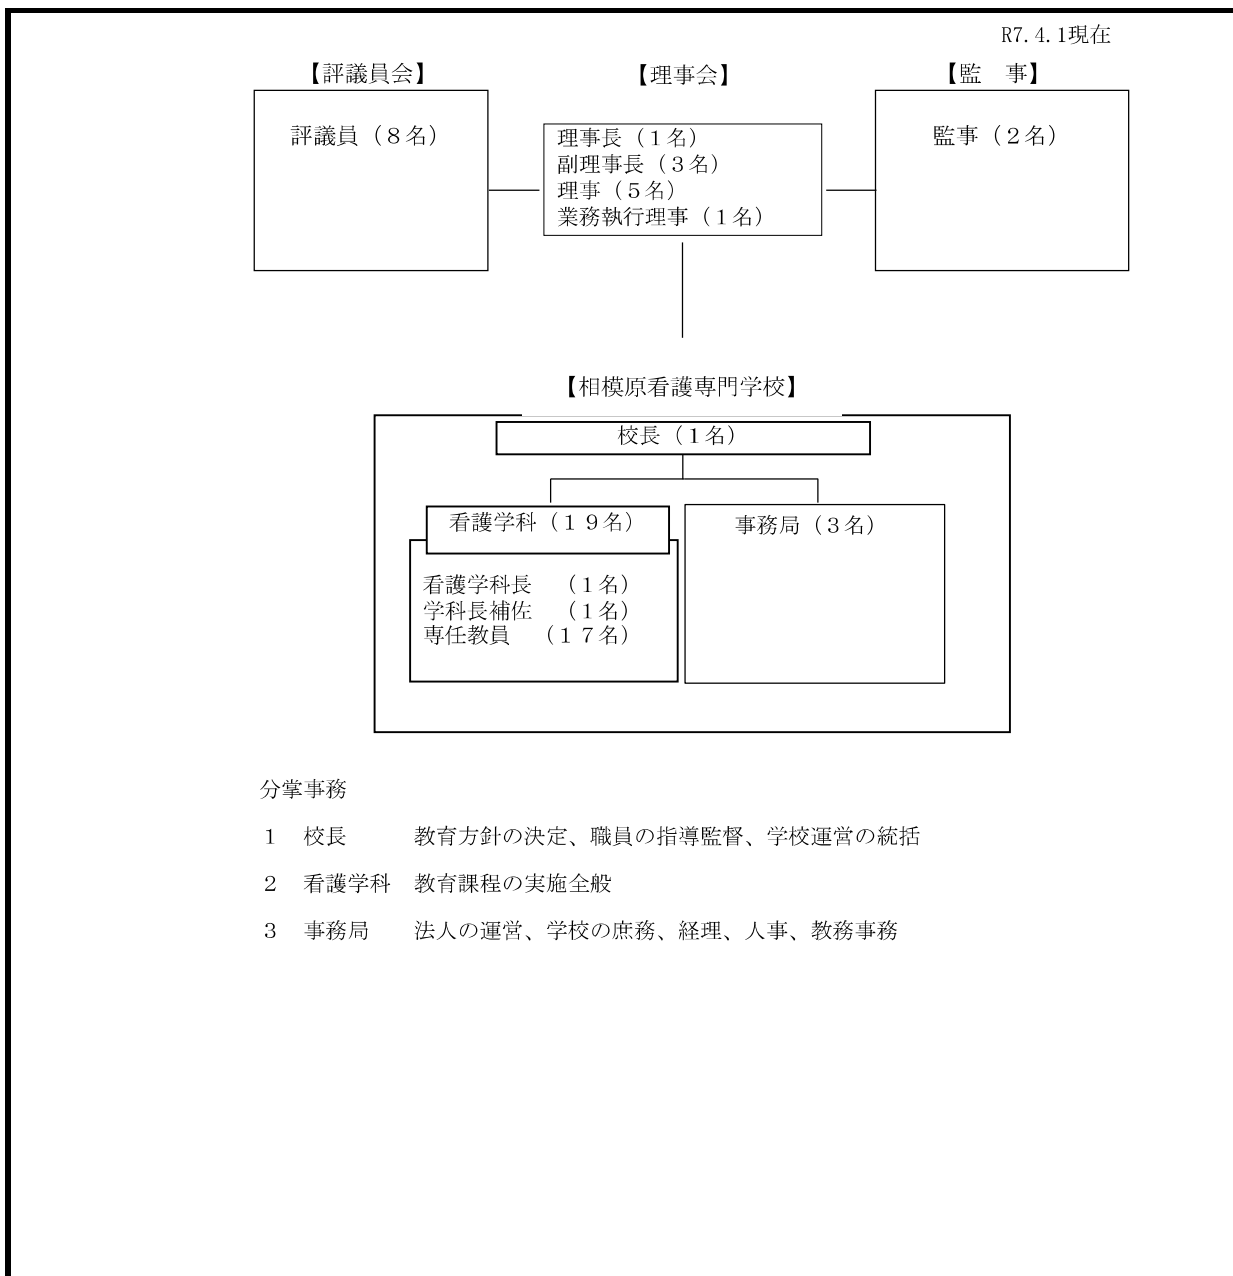 R7.4.1現在
【評議員会】
【理事会】
【監　事】
評議員（８名）
理事長（１名）
副理事長（３名）
理事（５名）
業務執行理事（１名）
監事（２名）
【相模原看護専門学校】
校長（１名）
看護学科（１９名）
看護学科長　（１名）
学科長補佐　（１名）
専任教員　（１７名）
事務局（３名）
分掌事務
１　校長　　　教育方針の決定、職員の指導監督、学校運営の統括
２　看護学科　教育課程の実施全般
３　事務局　　法人の運営、学校の庶務、経理、人事、教務事務